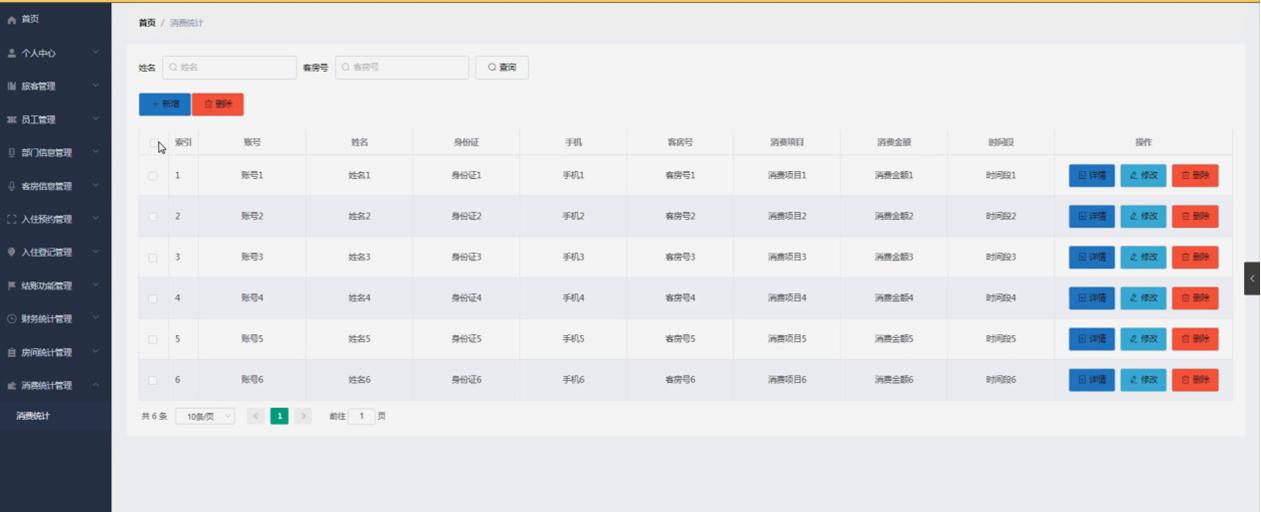 首页
个人中心
旅客管理
员工管理
部门信息管理
客房信息管理
入住预约管理
入住登记管理
结账功能管理
财务统计管理
房间统计管理
消费统计管理
消费统计
首页 / 消费统计
姓名 姓名 客房号 客房号 查询
+ 新增 删除
索引 账号 姓名 身份证 手机 客房号 消费项目 消费金额 时间段 操作
1 账号1 姓名1 身份证1 手机1 客房号1 消费项目1 消费金额1 时间段1 详情 修改 删除
2 账号2 姓名2 身份证2 手机2 客房号2 消费项目2 消费金额2 时间段2 详情 修改 删除
3 账号3 姓名3 身份证3 手机3 客房号3 消费项目3 消费金额3 时间段3 详情 修改 删除
4 账号4 姓名4 身份证4 手机4 客房号4 消费项目4 消费金额4 时间段4 详情 修改 删除
5 账号5 姓名5 身份证5 手机5 客房号5 消费项目5 消费金额5 时间段5 详情 修改 删除
6 账号6 姓名6 身份证6 手机6 客房号6 消费项目6 消费金额6 时间段6 详情 修改 删除
共 6 条 10条/页 < 1 > 前往 1 页